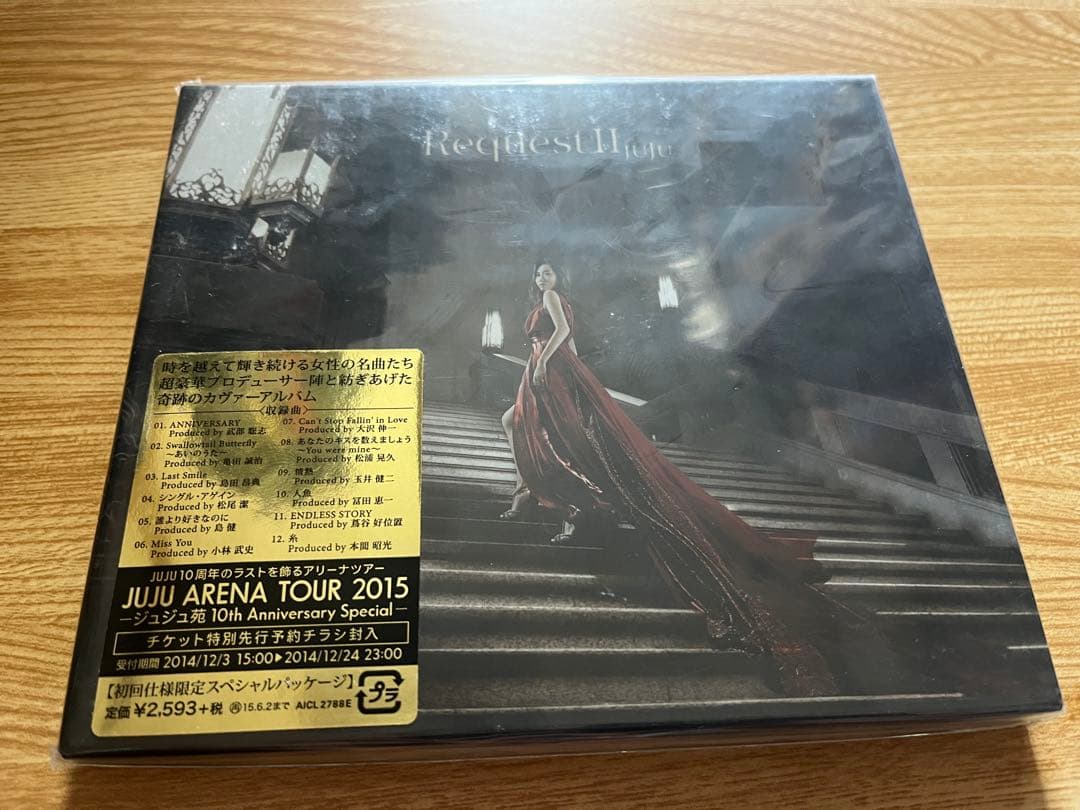 Request II JUJU
時を越えて輝き続ける女性の名曲たち
超豪華プロデューサー陣と紡ぎあげた
奇跡のカヴァーアルバム
〈収録曲〉
01. ANNIVERSARY
Produced by 武部 聡志
02. Swallowtail Butterfly
～あいのうた～
Produced by 亀田 誠治
03. Last Smile
Produced by 島田 昌典
04. シングル・アゲイン
Produced by 松尾 潔
05. 誰より好きなのに
Produced by 島 健
06. Miss You
Produced by 小林 武史
07. Can't Stop Fallin' in Love
Produced by 大沢 伸一
08. あなたのキスを数えましょう
～You were mine～
Produced by 松浦 晃久
09. 情熱
Produced by 玉井 健二
10. 人魚
Produced by 冨田 恵一
11. ENDLESS STORY
Produced by 蔦谷 好位置
12. 糸
Produced by 本間 昭光
JUJU10周年のラストを飾るアリーナツアー
JUJU ARENA TOUR 2015
－ジュジュ苑 10th Anniversary Special－
チケット特別先行予約チラシ封入
受付期間 2014/12/3 15:00▶2014/12/24 23:00
【初回仕様限定スペシャルパッケージ】
定価¥2,593+税 再15.6.2まで AICL 2788E
プラ